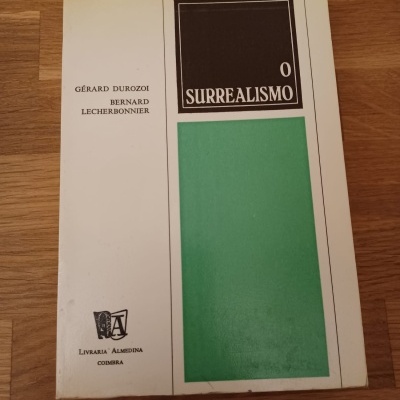 O
SURREALISMO
GÉRARD DUROZOI
BERNARD
LECHERBONNIER
A
LIVRARIA ALMEDINA
COIMBRA